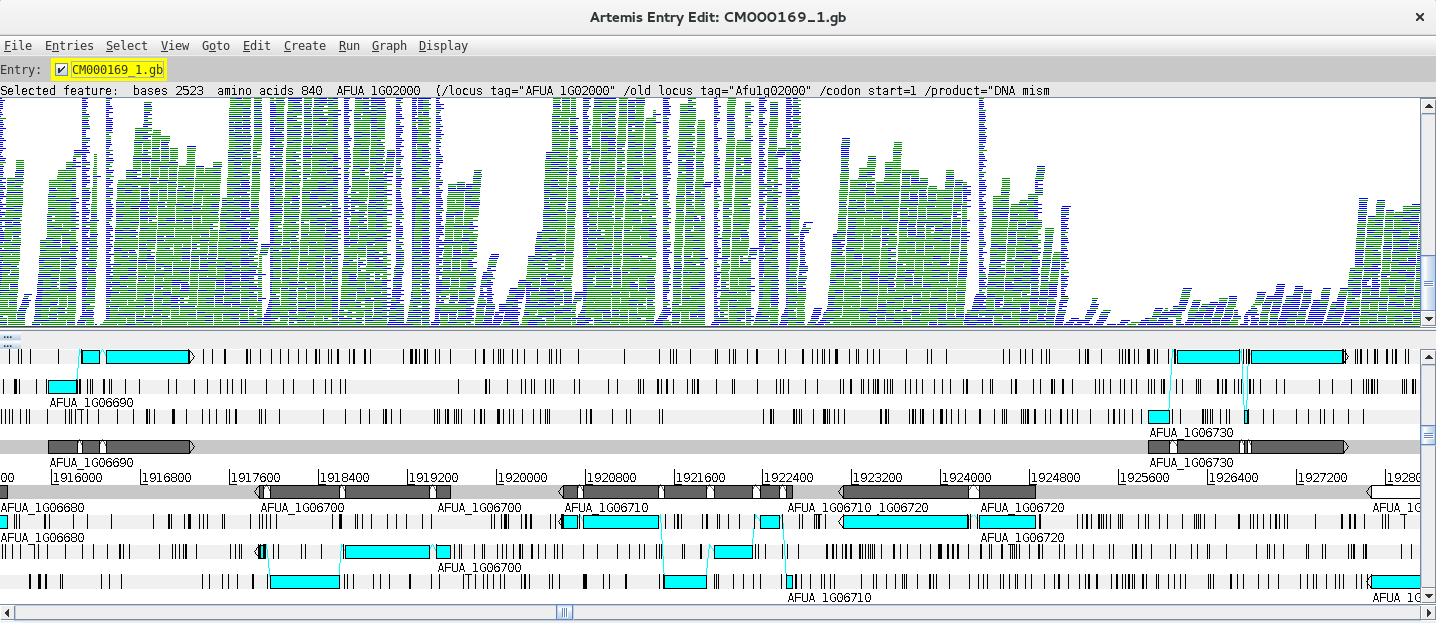 Artemis Entry Edit: CM000169_1.gb
File Entries Select View Goto Edit Create Run Graph Display
Entry: CM000169_1.gb
Selected feature: bases 2523 amino acids 840 AFUA_1G02000 (/locus_tag="AFUA_1G02000" /old_locus_tag="Afu1g02000" /codon_start=1 /product="DNA mism
AFUA_1G06690
AFUA_1G06730
AFUA_1G06690 AFUA_1G06730
00 1916000 1916800 1917600 1918400 1919200 1920000 1920800 1921600 1922400 1923200 1924000 1924800 1925600 1926400 1927200 1928
AFUA_1G06680 AFUA_1G06700 AFUA_1G06700 AFUA_1G06710 AFUA_1G06710 1G06720 AFUA_1G06720 AFUA_1G
AFUA_1G06680 AFUA_1G06720
AFUA_1G06700
AFUA_1G06710 AFUA_1G